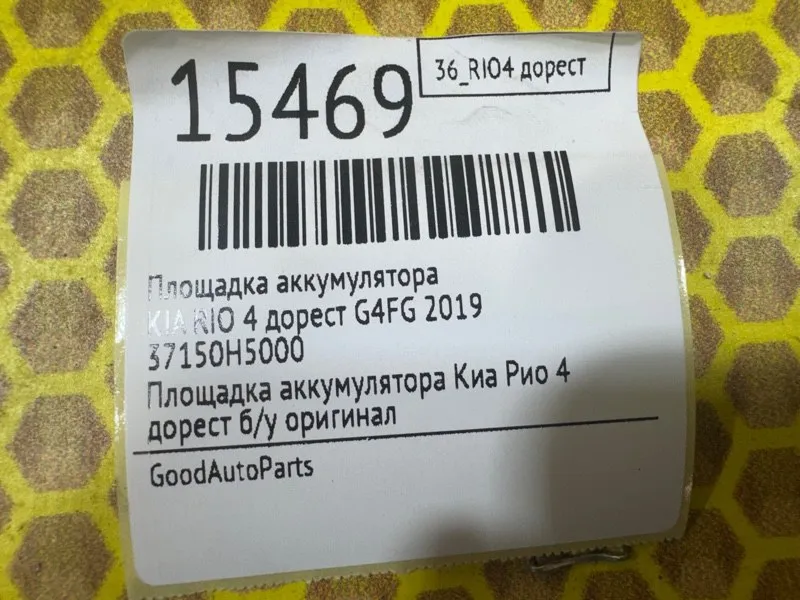 15469
36_RIO4 дорест
Площадка аккумулятора
KIA RIO 4 дорест G4FG 2019
37150H5000
Площадка аккумулятора Киа Рио 4
дорест б/у оригинал
GoodAutoParts